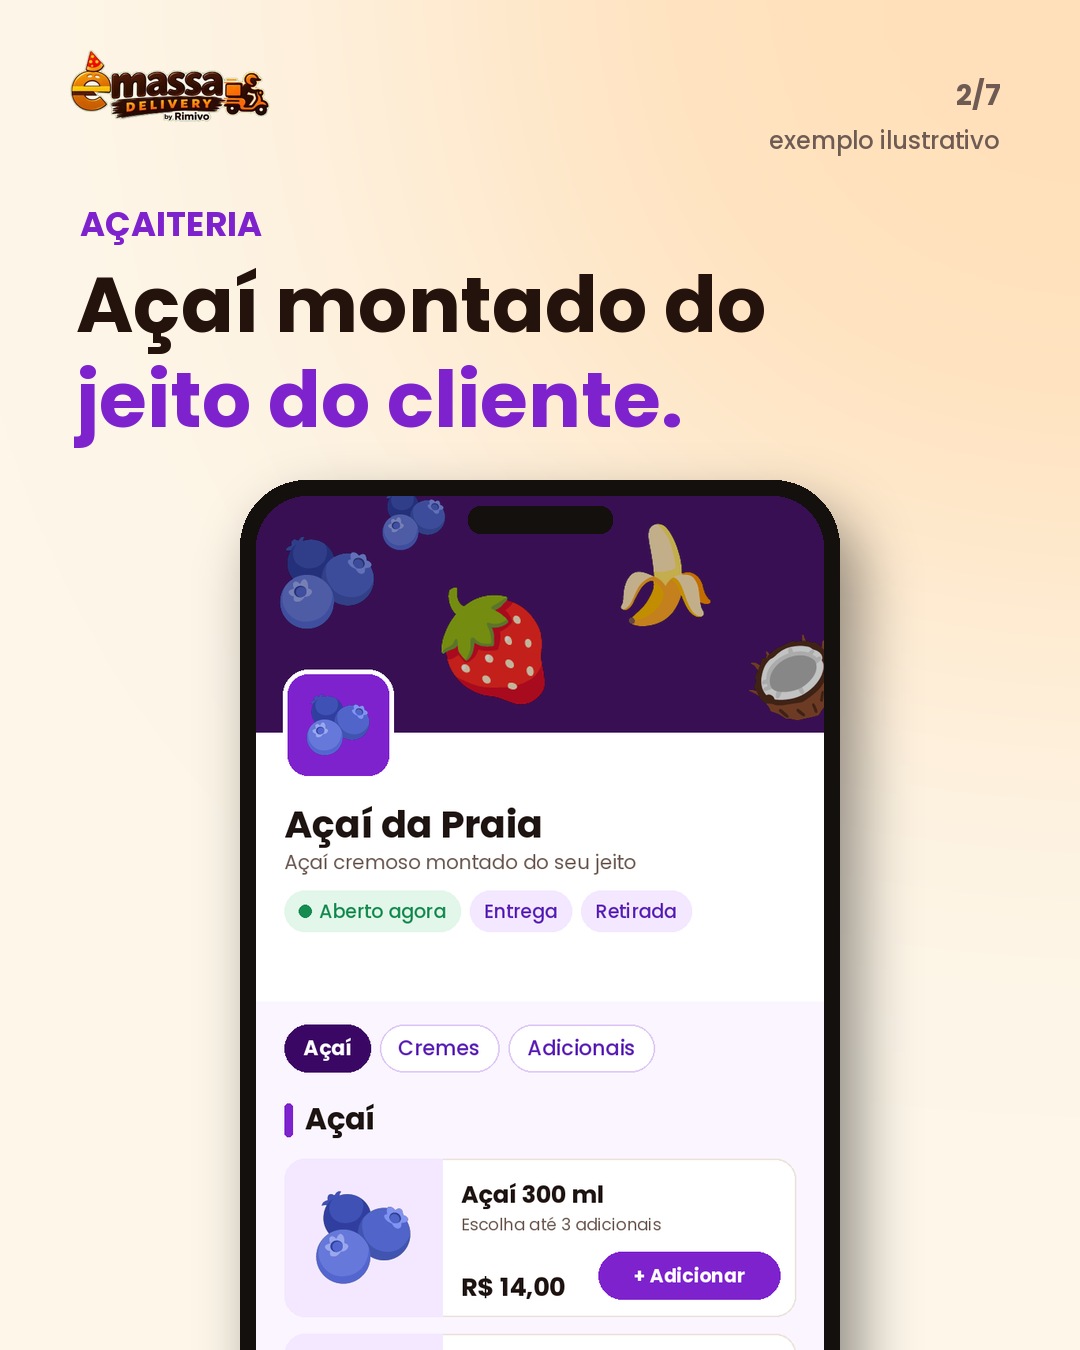 êmassa
DELIVERY
by Rimivo
2/7
exemplo ilustrativo
AÇAITERIA
Açaí montado do
jeito do cliente.
Açaí da Praia
Açaí cremoso montado do seu jeito
Aberto agora
Entrega
Retirada
Açaí
Cremes
Adicionais
Açaí
Açaí 300 ml
Escolha até 3 adicionais
R$ 14,00
+ Adicionar